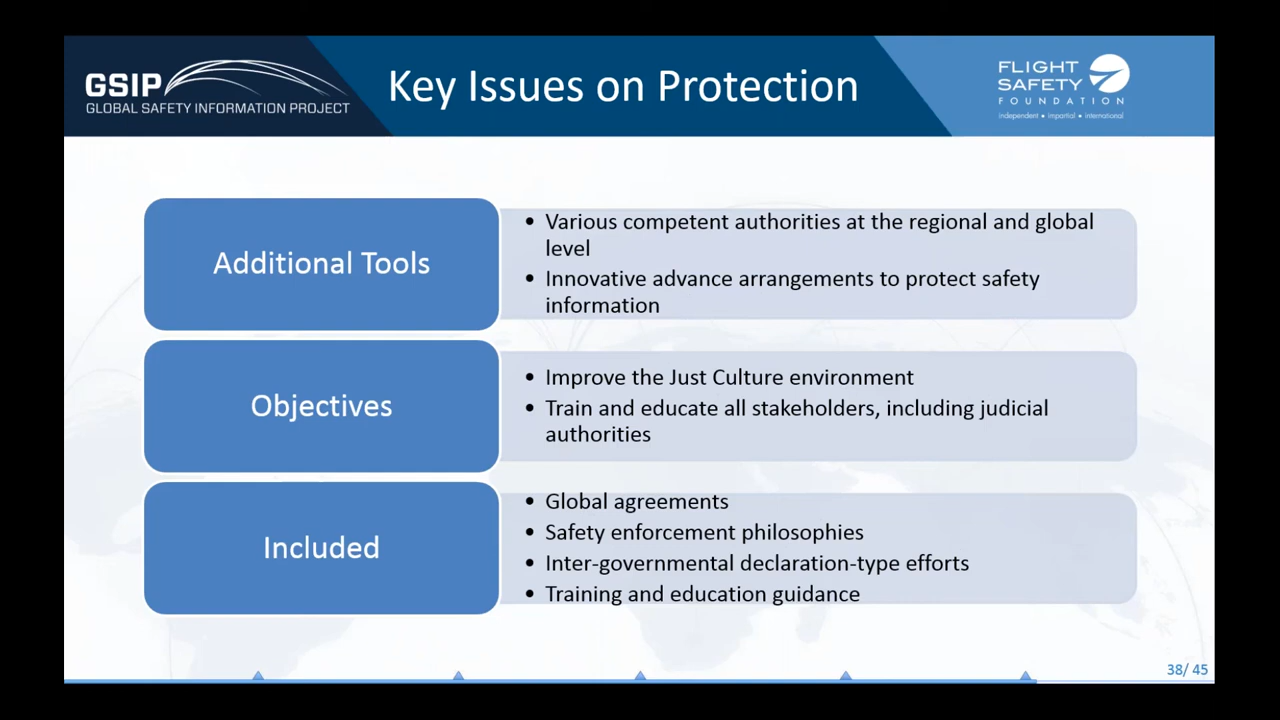 GSIP
GLOBAL SAFETY INFORMATION PROJECT
Key Issues on Protection
FLIGHT
SAFETY
FOUNDATION
independent • impartial • international
Additional Tools
• Various competent authorities at the regional and global
level
• Innovative advance arrangements to protect safety
information
Objectives
• Improve the Just Culture environment
• Train and educate all stakeholders, including judicial
authorities
Included
• Global agreements
• Safety enforcement philosophies
• Inter-governmental declaration-type efforts
• Training and education guidance
38/ 45